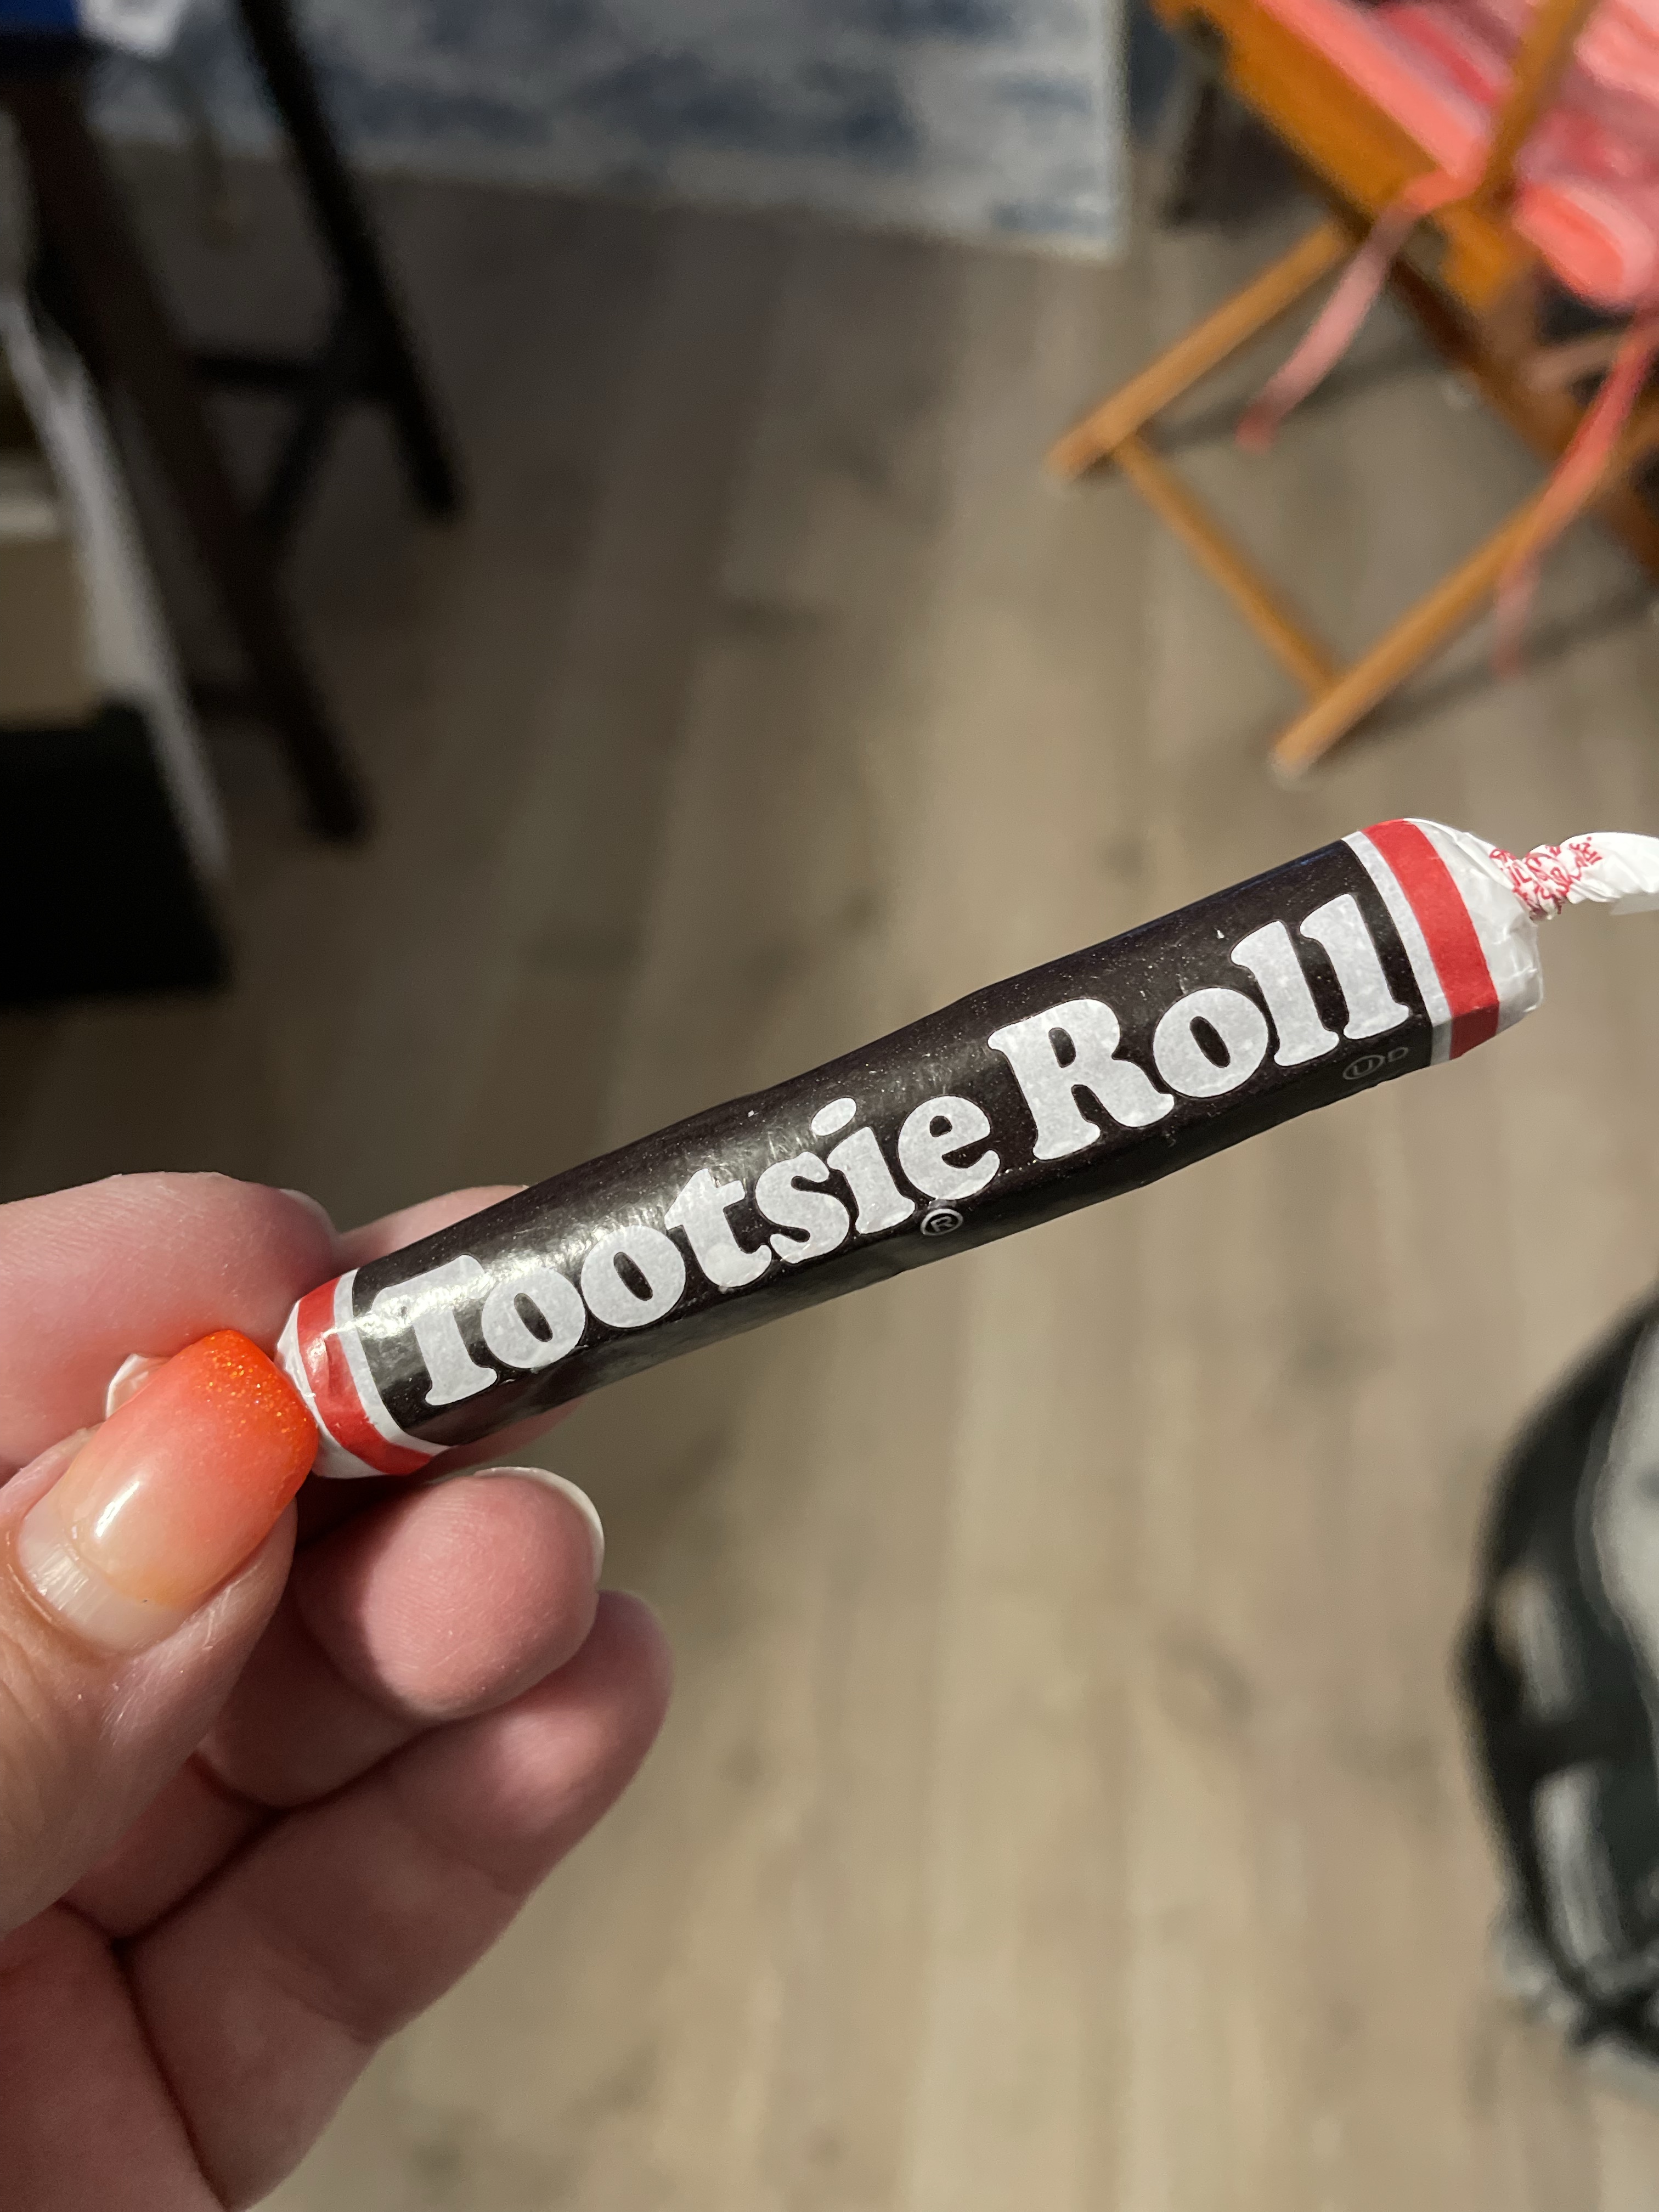 Tootsie Roll
®
Ⓤ D